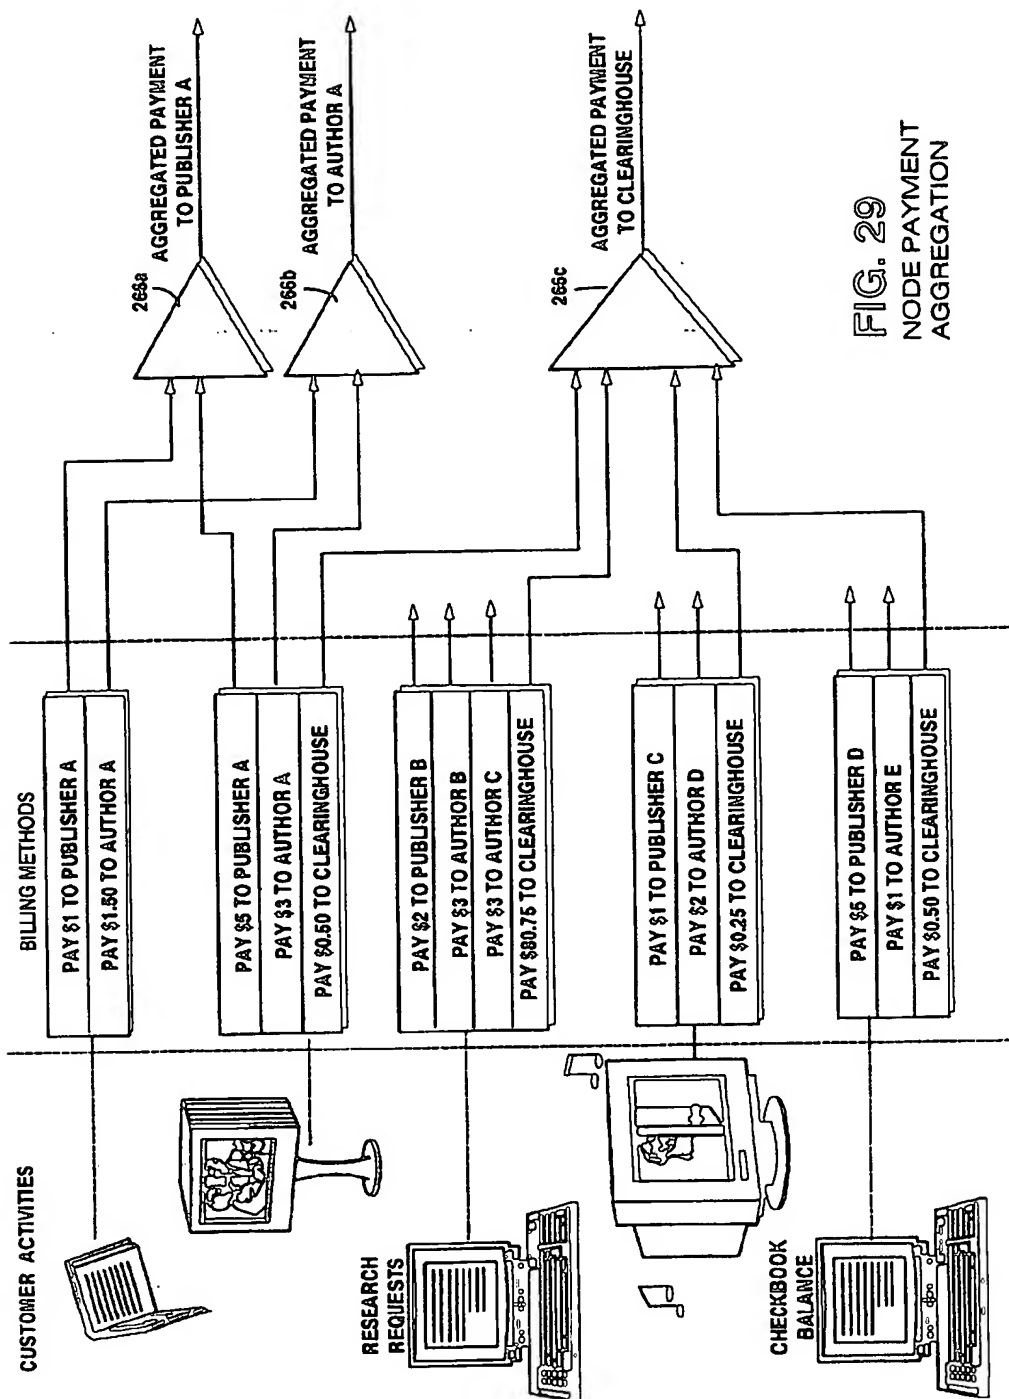 CUSTOMER ACTIVITIES
BILLING METHODS
PAY $1 TO PUBLISHER A
PAY $1.50 TO AUTHOR A
PAY $5 TO PUBLISHER A
PAY $3 TO AUTHOR A
PAY $0.50 TO CLEARINGHOUSE
RESEARCH
REQUESTS
PAY $2 TO PUBLISHER B
PAY $3 TO AUTHOR B
PAY $3 TO AUTHOR C
PAY $80.75 TO CLEARINGHOUSE
PAY $1 TO PUBLISHER C
PAY $2 TO AUTHOR D
PAY $0.25 TO CLEARINGHOUSE
CHECKBOOK
BALANCE
PAY $5 TO PUBLISHER D
PAY $1 TO AUTHOR E
PAY $0.50 TO CLEARINGHOUSE
266a
AGGREGATED PAYMENT
TO PUBLISHER A
266b
AGGREGATED PAYMENT
TO AUTHOR A
266c
AGGREGATED PAYMENT
TO CLEARINGHOUSE
FIG. 29
NODE PAYMENT
AGGREGATION